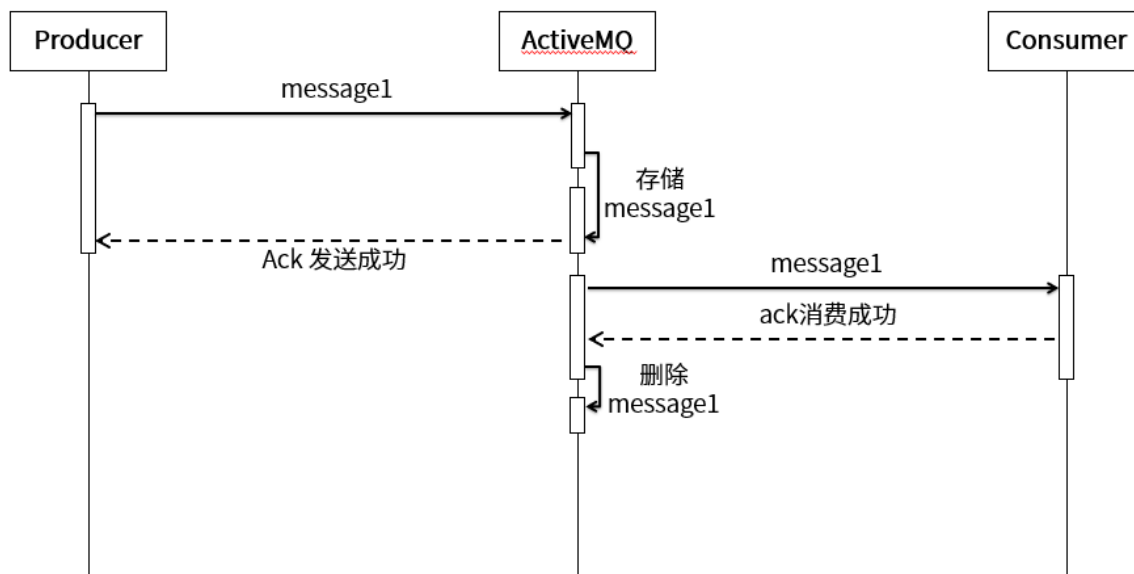 Producer
ActiveMQ
Consumer
message1
存储
message1
Ack 发送成功
message1
ack消费成功
删除
message1